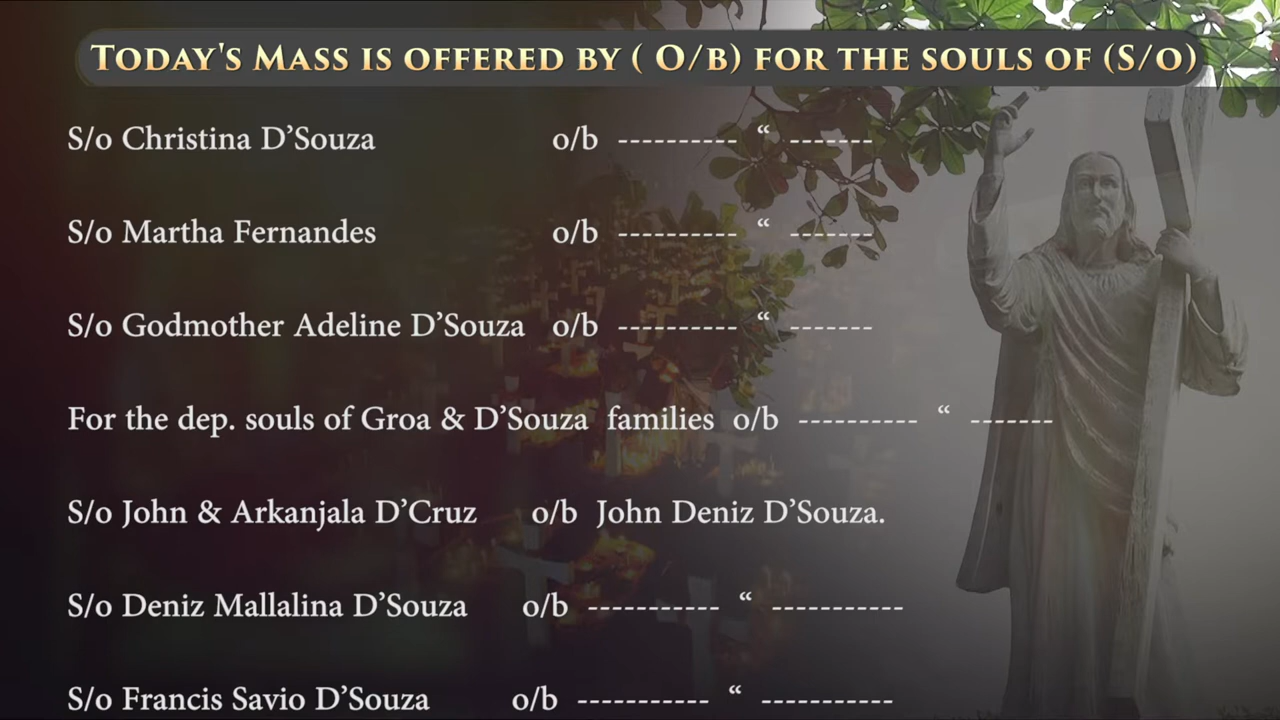 TODAY'S MASS IS OFFERED BY ( O/B) FOR THE SOULS OF (S/O)
S/o Christina D’Souza o/b ---------- “ -------
S/o Martha Fernandes o/b ---------- “ -------
S/o Godmother Adeline D’Souza o/b ---------- “ -------
For the dep. souls of Groa & D’Souza families o/b ---------- “ -------
S/o John & Arkanjala D’Cruz o/b John Deniz D’Souza.
S/o Deniz Mallalina D’Souza o/b ----------- “ -----------
S/o Francis Savio D’Souza o/b ----------- “ -----------